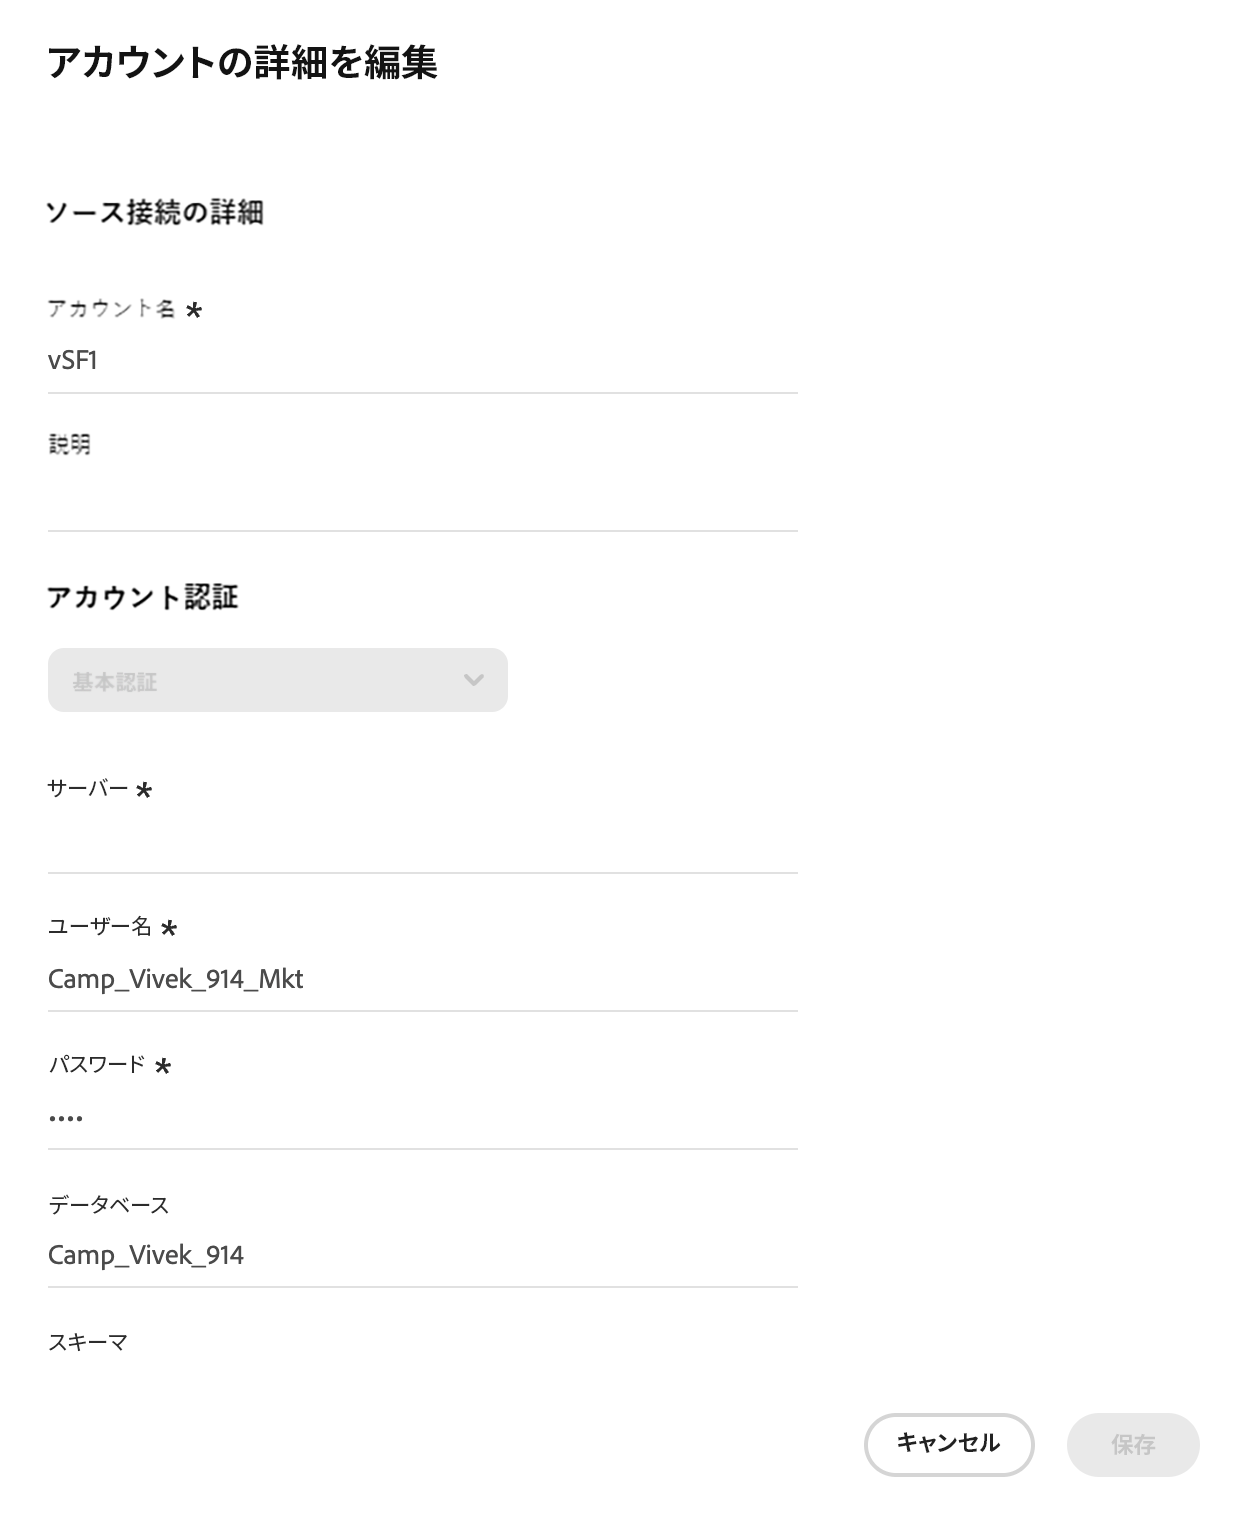 アカウントの詳細を編集
ソース接続の詳細
アカウント名 *
vSF1
説明
アカウント認証
基本認証
サーバー *
ユーザー名 *
Camp_Vivek_914_Mkt
パスワード *
••••
データベース
Camp_Vivek_914
スキーマ
キャンセル 保存